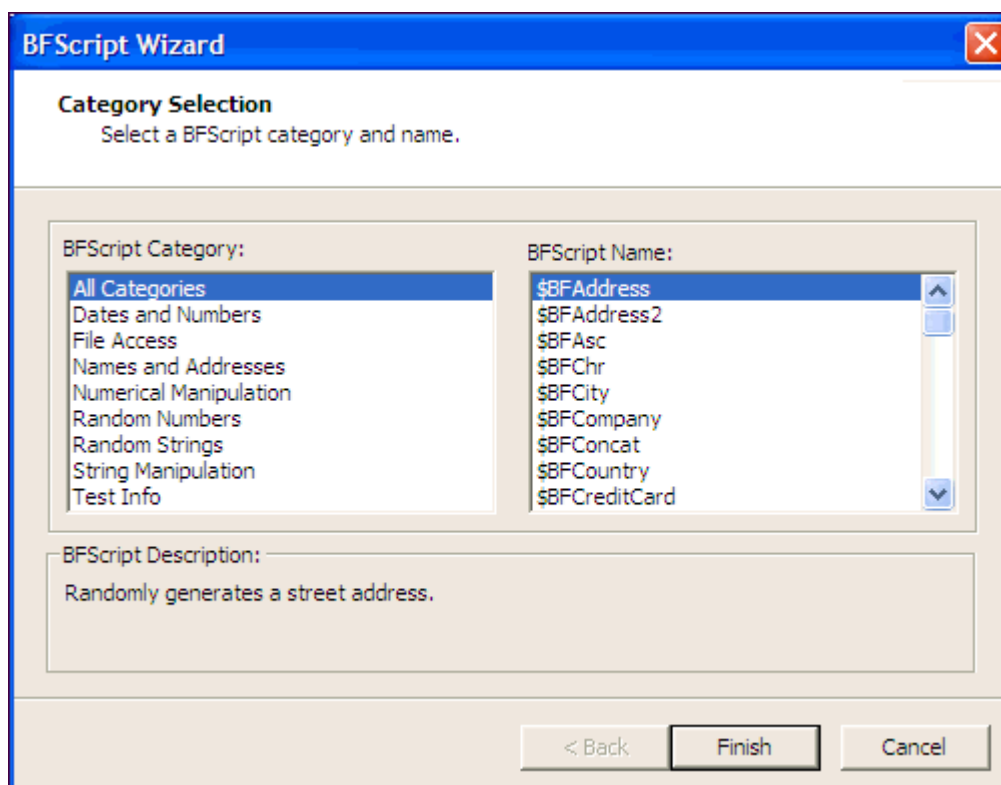 BFScript Wizard
Category Selection
Select a BFScript category and name.
BFScript Category:
All Categories
Dates and Numbers
File Access
Names and Addresses
Numerical Manipulation
Random Numbers
Random Strings
String Manipulation
Test Info
BFScript Name:
$BFAddress
$BFAddress2
$BFAsc
$BFChr
$BFCity
$BFCompany
$BFConcat
$BFCountry
$BFCreditCard
BFScript Description:
Randomly generates a street address.
< Back Finish Cancel